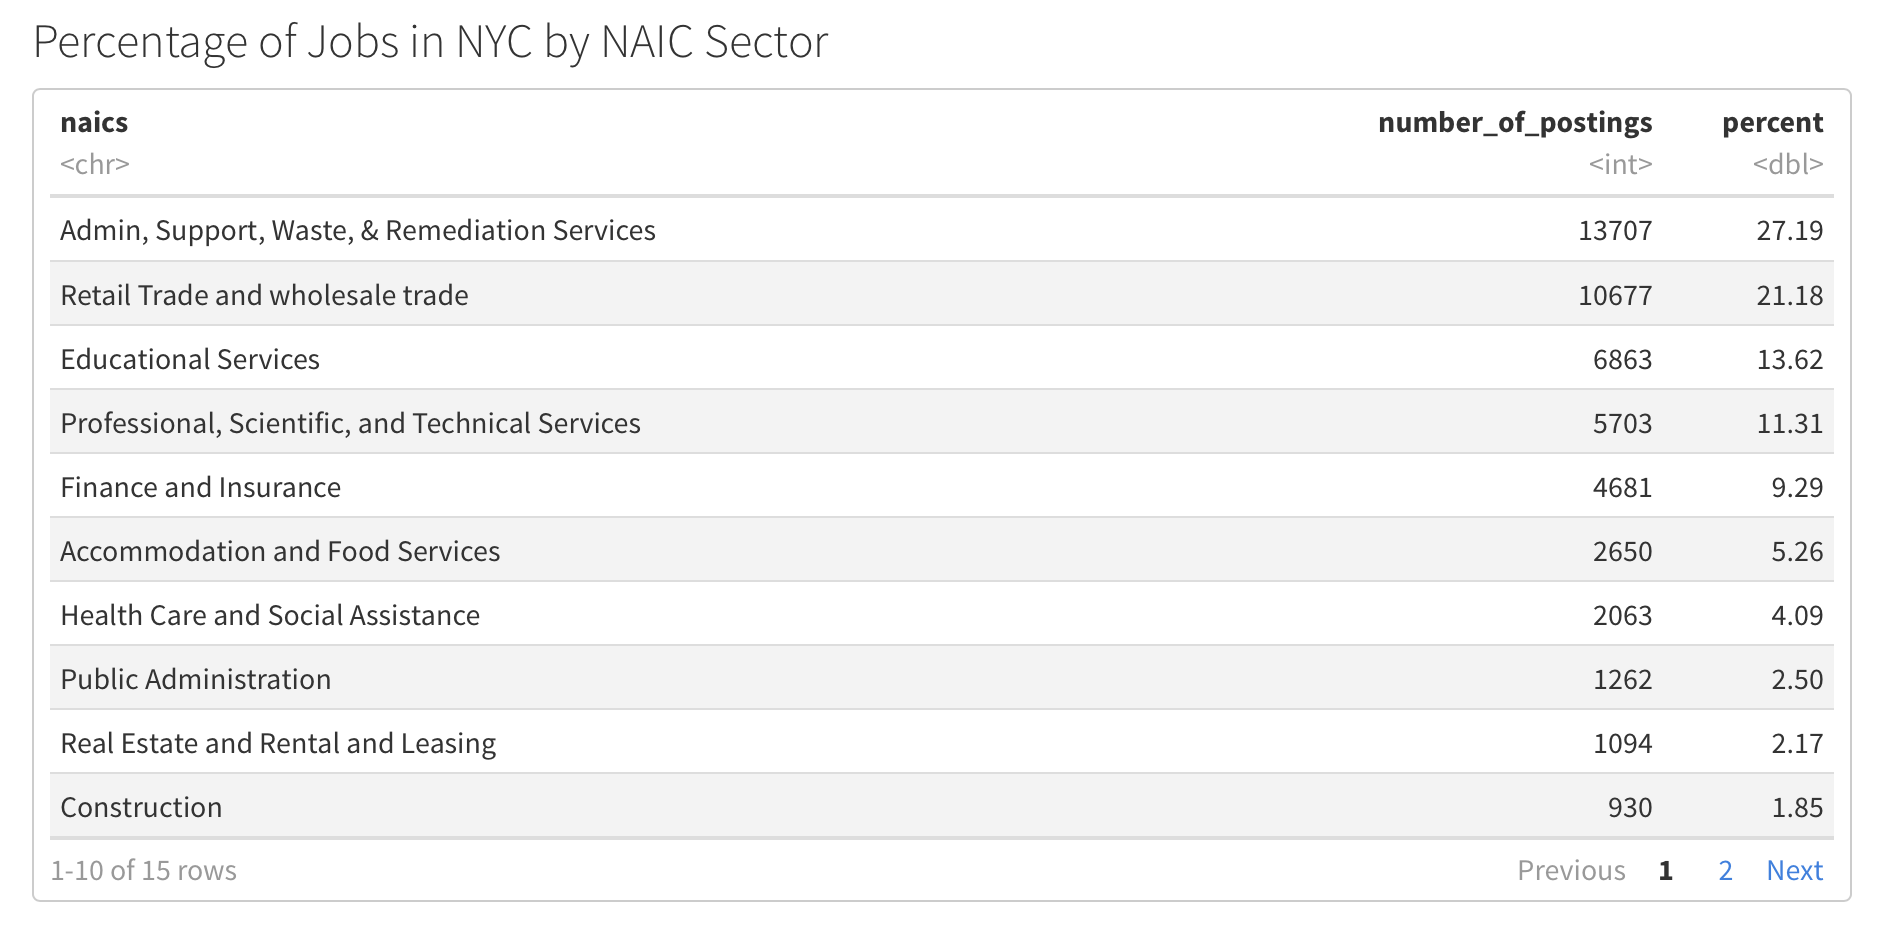 Percentage of Jobs in NYC by NAIC Sector
naics number_of_postings percent
<chr> <int> <dbl>
Admin, Support, Waste, & Remediation Services 13707 27.19
Retail Trade and wholesale trade 10677 21.18
Educational Services 6863 13.62
Professional, Scientific, and Technical Services 5703 11.31
Finance and Insurance 4681 9.29
Accommodation and Food Services 2650 5.26
Health Care and Social Assistance 2063 4.09
Public Administration 1262 2.50
Real Estate and Rental and Leasing 1094 2.17
Construction 930 1.85
1-10 of 15 rows Previous 1 2 Next